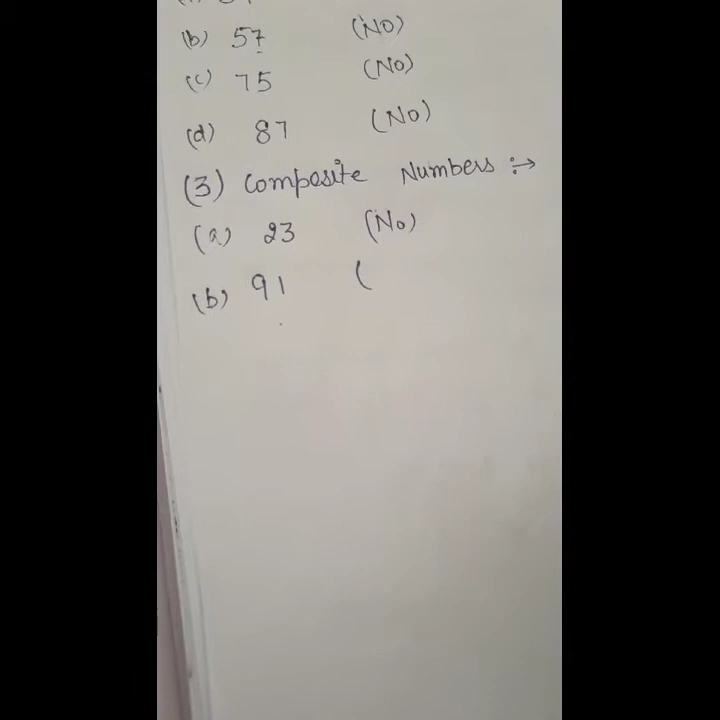 (b) 57 (NO)
(c) 75 (No)
(d) 87 (No)
(3) Composite Numbers :→
(a) 23 (No)
(b) 91 (